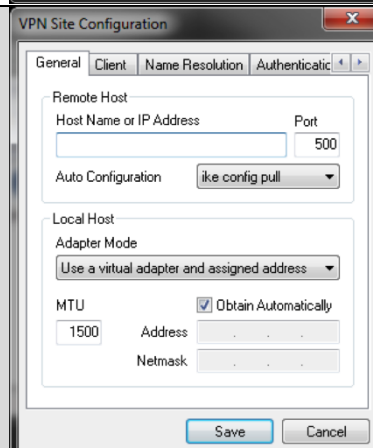 VPN Site Configuration
General Client Name Resolution Authenticatic
Remote Host
Host Name or IP Address Port
500
Auto Configuration ike config pull
Local Host
Adapter Mode
Use a virtual adapter and assigned address
MTU Obtain Automatically
1500 Address . . .
Netmask . . .
Save Cancel